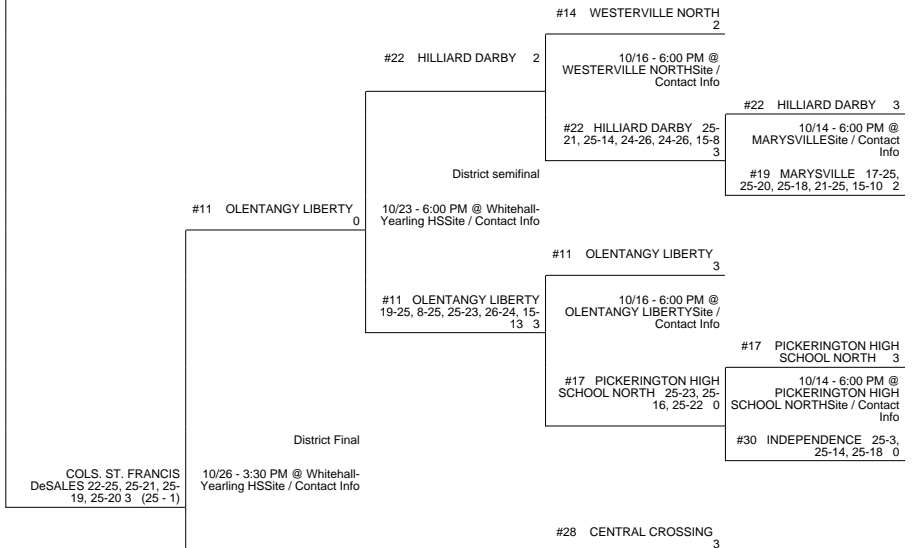 #14 WESTERVILLE NORTH
2
#22 HILLIARD DARBY 2
10/16 - 6:00 PM @
WESTERVILLE NORTHSite /
Contact Info
#22 HILLIARD DARBY 3
#22 HILLIARD DARBY 25-
21, 25-14, 24-26, 24-26, 15-8
3
10/14 - 6:00 PM @
MARYSVILLESite / Contact
Info
District semifinal
#19 MARYSVILLE 17-25,
25-20, 25-18, 21-25, 15-10 2
#11 OLENTANGY LIBERTY
0
10/23 - 6:00 PM @ Whitehall-
Yearling HSSite / Contact Info
#11 OLENTANGY LIBERTY
3
#11 OLENTANGY LIBERTY
19-25, 8-25, 25-23, 26-24, 15-
13 3
10/16 - 6:00 PM @
OLENTANGY LIBERTYSite /
Contact Info
#17 PICKERINGTON HIGH
SCHOOL NORTH 3
#17 PICKERINGTON HIGH
SCHOOL NORTH 25-23, 25-
16, 25-22 0
10/14 - 6:00 PM @
PICKERINGTON HIGH
SCHOOL NORTHSite / Contact
Info
District Final
#30 INDEPENDENCE 25-3,
25-14, 25-18 0
COLS. ST. FRANCIS
DeSALES 22-25, 25-21, 25-
19, 25-20 3 (25 - 1)
10/26 - 3:30 PM @ Whitehall-
Yearling HSSite / Contact Info
#28 CENTRAL CROSSING
3